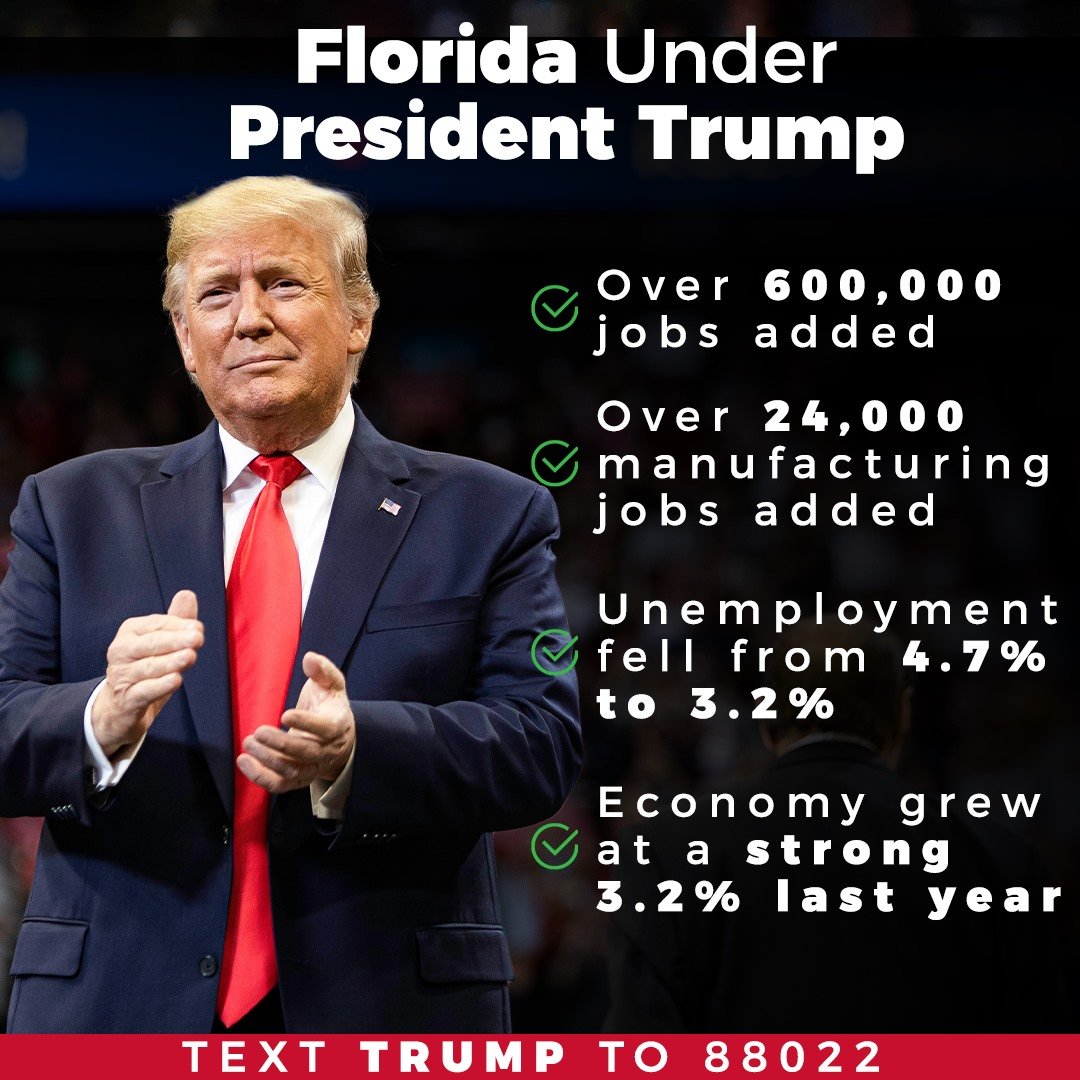 Florida Under
President Trump
Over 600,000
jobs added
Over 24,000
manufacturing
jobs added
Unemployment
fell from 4.7%
to 3.2%
Economy grew
at a strong
3.2% last year
TEXT TRUMP TO 88022